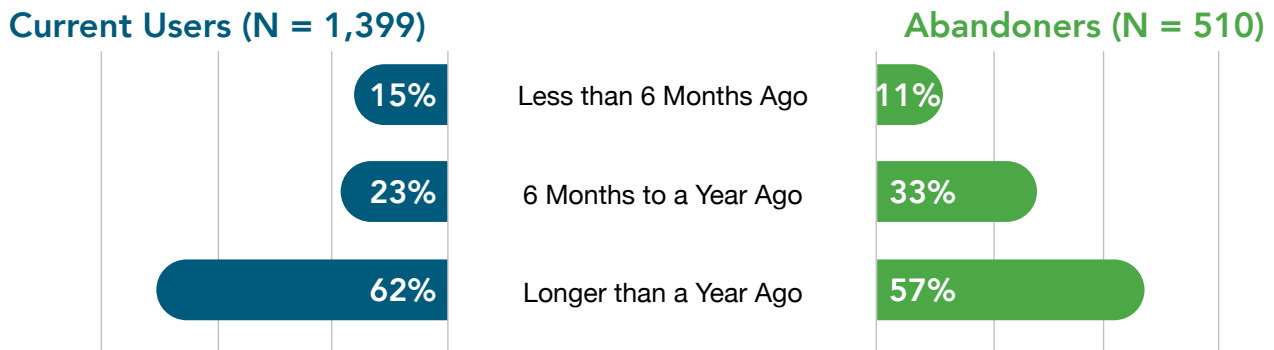 Current Users (N = 1,399)
Abandoners (N = 510)
15%
Less than 6 Months Ago
11%
23%
6 Months to a Year Ago
33%
62%
Longer than a Year Ago
57%